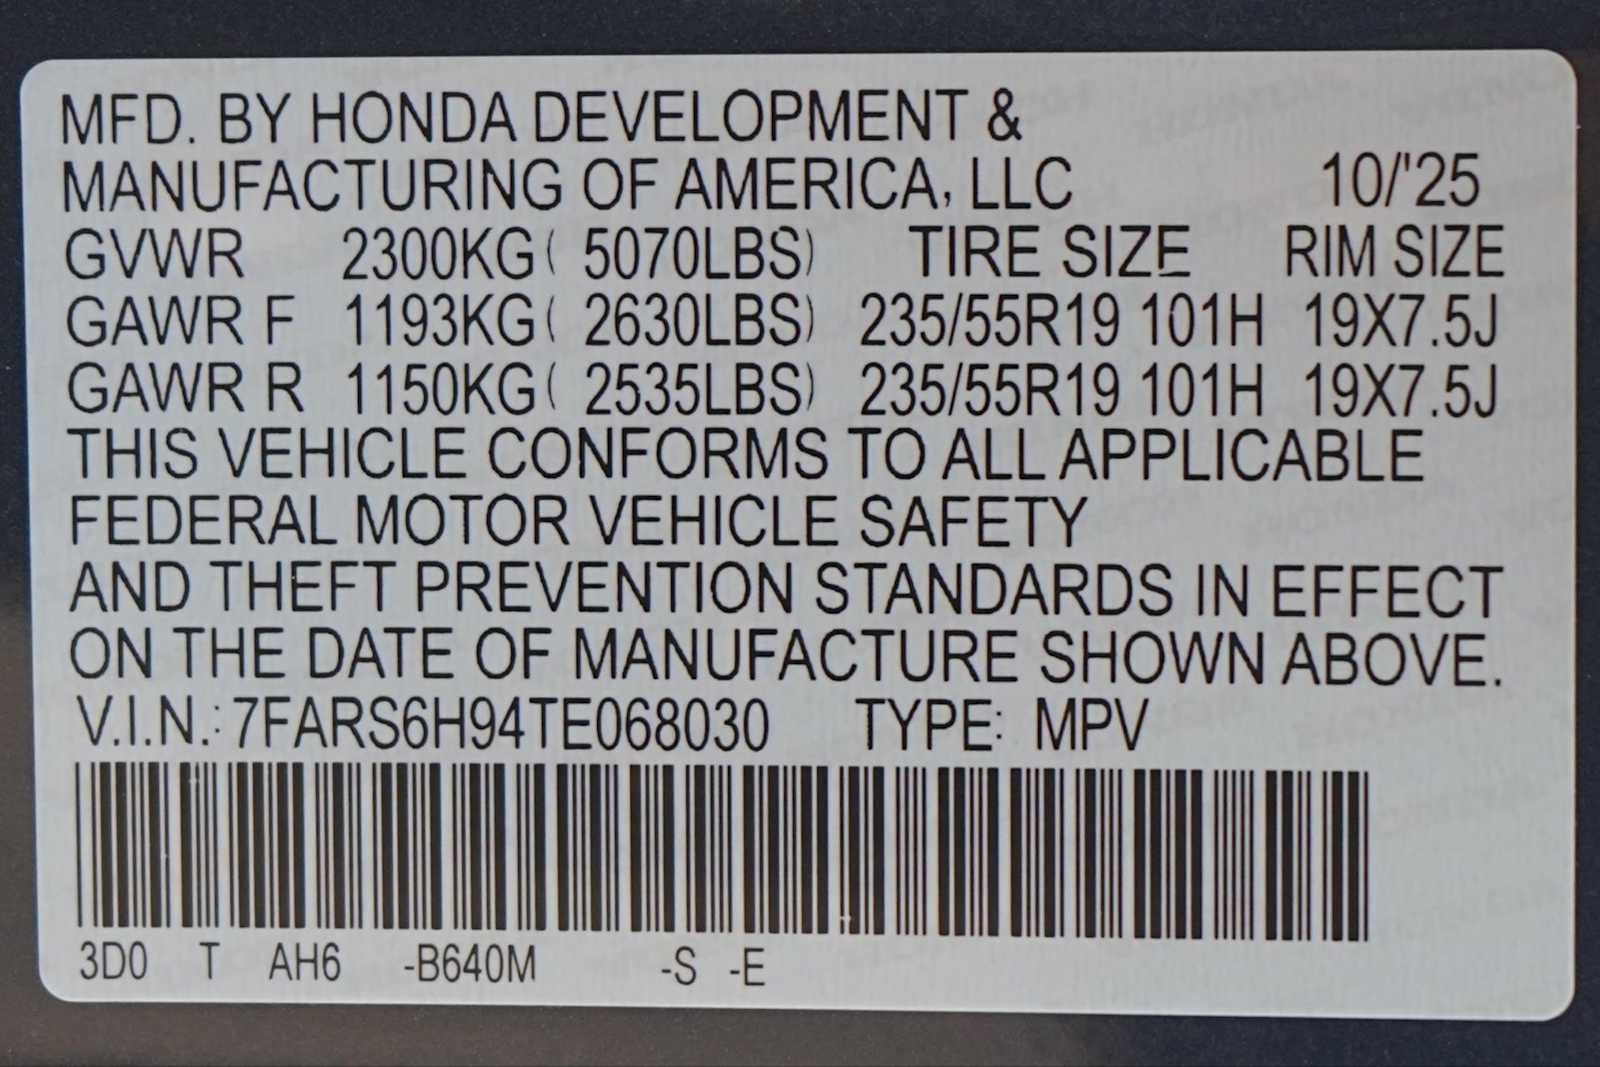 MFD. BY HONDA DEVELOPMENT &
MANUFACTURING OF AMERICA, LLC 10/'25
GVWR 2300KG( 5070LBS) TIRE SIZE RIM SIZE
GAWR F 1193KG( 2630LBS) 235/55R19 101H 19X7.5J
GAWR R 1150KG( 2535LBS) 235/55R19 101H 19X7.5J
THIS VEHICLE CONFORMS TO ALL APPLICABLE
FEDERAL MOTOR VEHICLE SAFETY
AND THEFT PREVENTION STANDARDS IN EFFECT
ON THE DATE OF MANUFACTURE SHOWN ABOVE.
V.I.N.: 7FARS6H94TE068030 TYPE: MPV
3D0 T AH6 -B640M -S -E